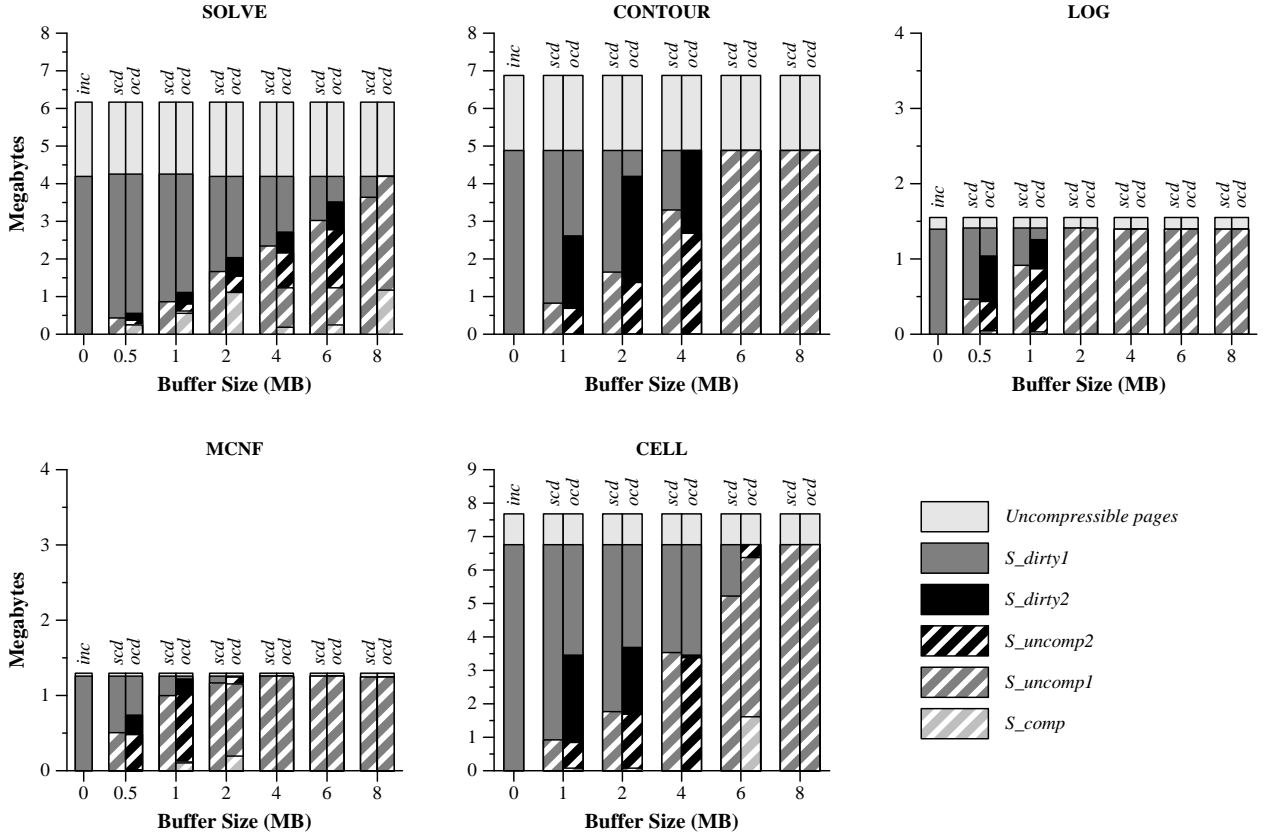 SOLVE
8
7
6
5
4
3
2
1
0
Megabytes
inc scd ocd scd ocd scd ocd scd ocd scd ocd scd ocd
0 0.5 1 2 4 6 8
Buffer Size (MB)
CONTOUR
8
7
6
5
4
3
2
1
0
inc scd ocd scd ocd scd ocd scd ocd scd ocd
0 1 2 4 6 8
Buffer Size (MB)
LOG
4
3
2
1
0
inc scd ocd scd ocd scd ocd scd ocd scd ocd scd ocd
0 0.5 1 2 4 6 8
Buffer Size (MB)
MCNF
4
3
2
1
0
Megabytes
inc scd ocd scd ocd scd ocd scd ocd scd ocd scd ocd
0 0.5 1 2 4 6 8
Buffer Size (MB)
CELL
9
8
7
6
5
4
3
2
1
0
inc scd ocd scd ocd scd ocd scd ocd scd ocd
0 1 2 4 6 8
Buffer Size (MB)
Uncompressible pages
S_dirty1
S_dirty2
S_uncomp2
S_uncomp1
S_comp